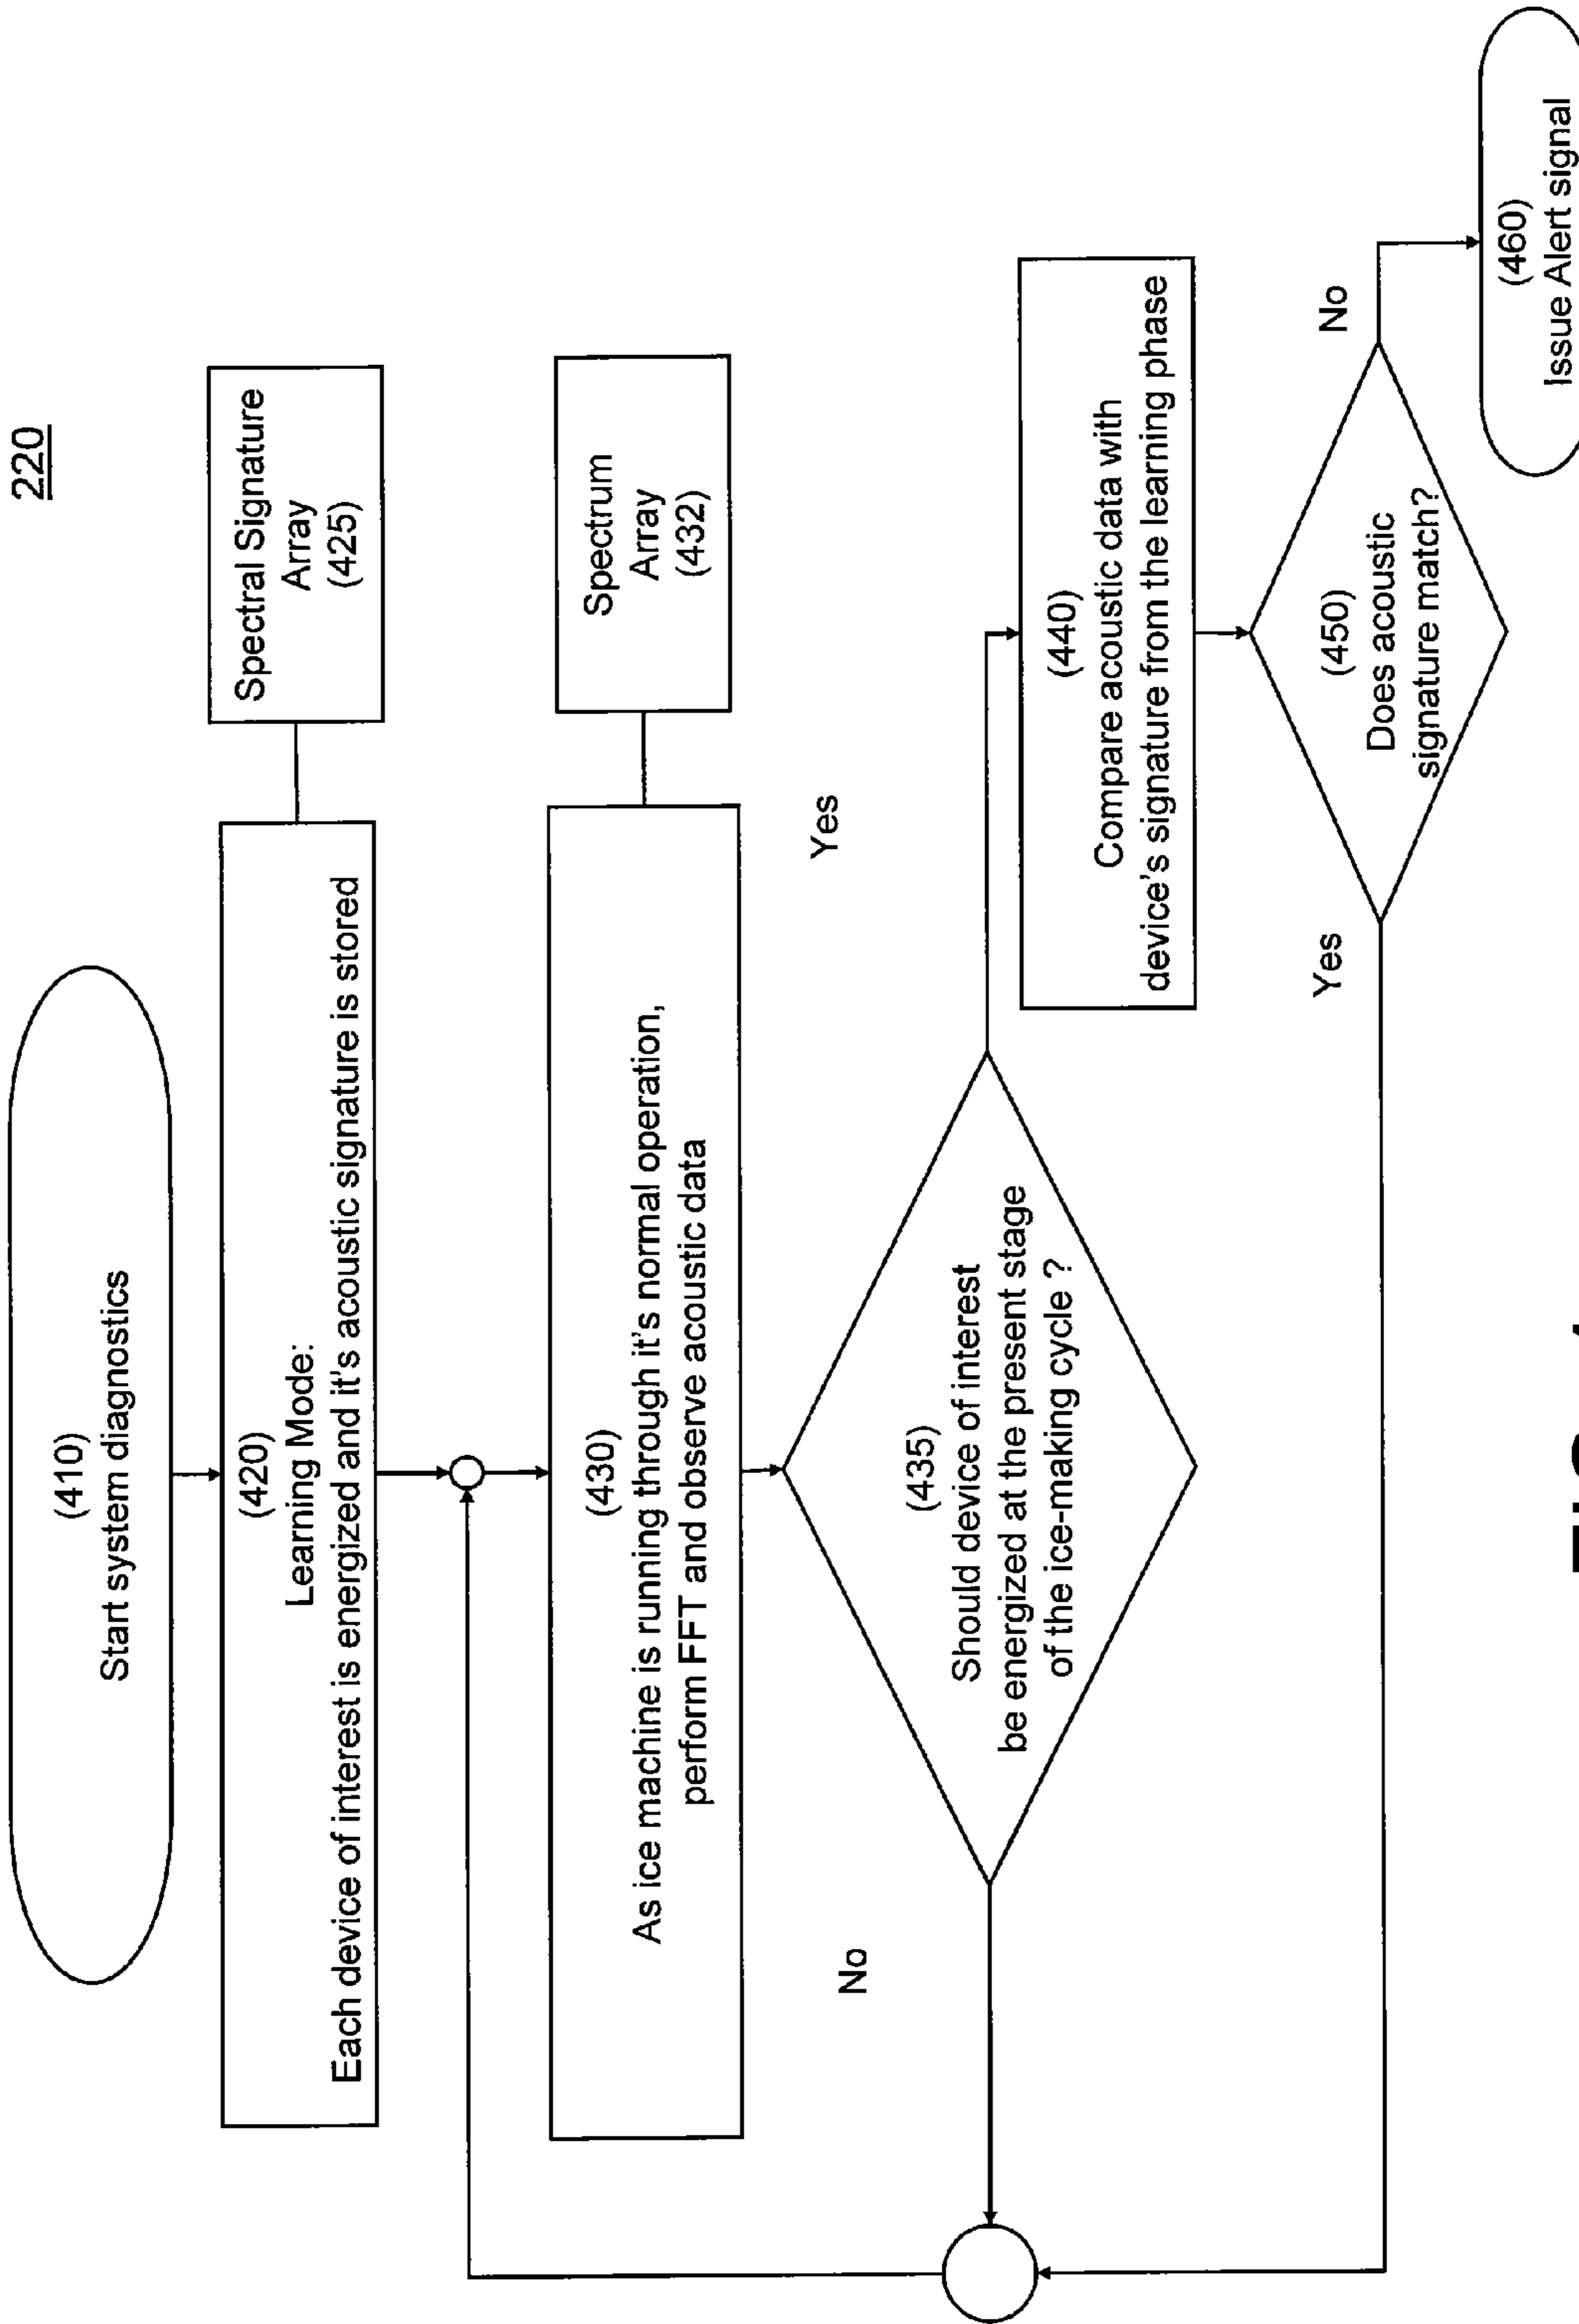 220
(410)
Start system diagnostics
(420)
Learning Mode:
Each device of interest is energized and it's acoustic signature is stored
Spectral Signature
Array
(425)
(430)
As ice machine is running through it's normal operation,
perform FFT and observe acoustic data
Spectrum
Array
(432)
(435)
Should device of interest
be energized at the present stage
of the ice-making cycle ?
No
Yes
(440)
Compare acoustic data with
device's signature from the learning phase
(450)
Does acoustic
signature match?
Yes
No
(460)
Issue Alert signal